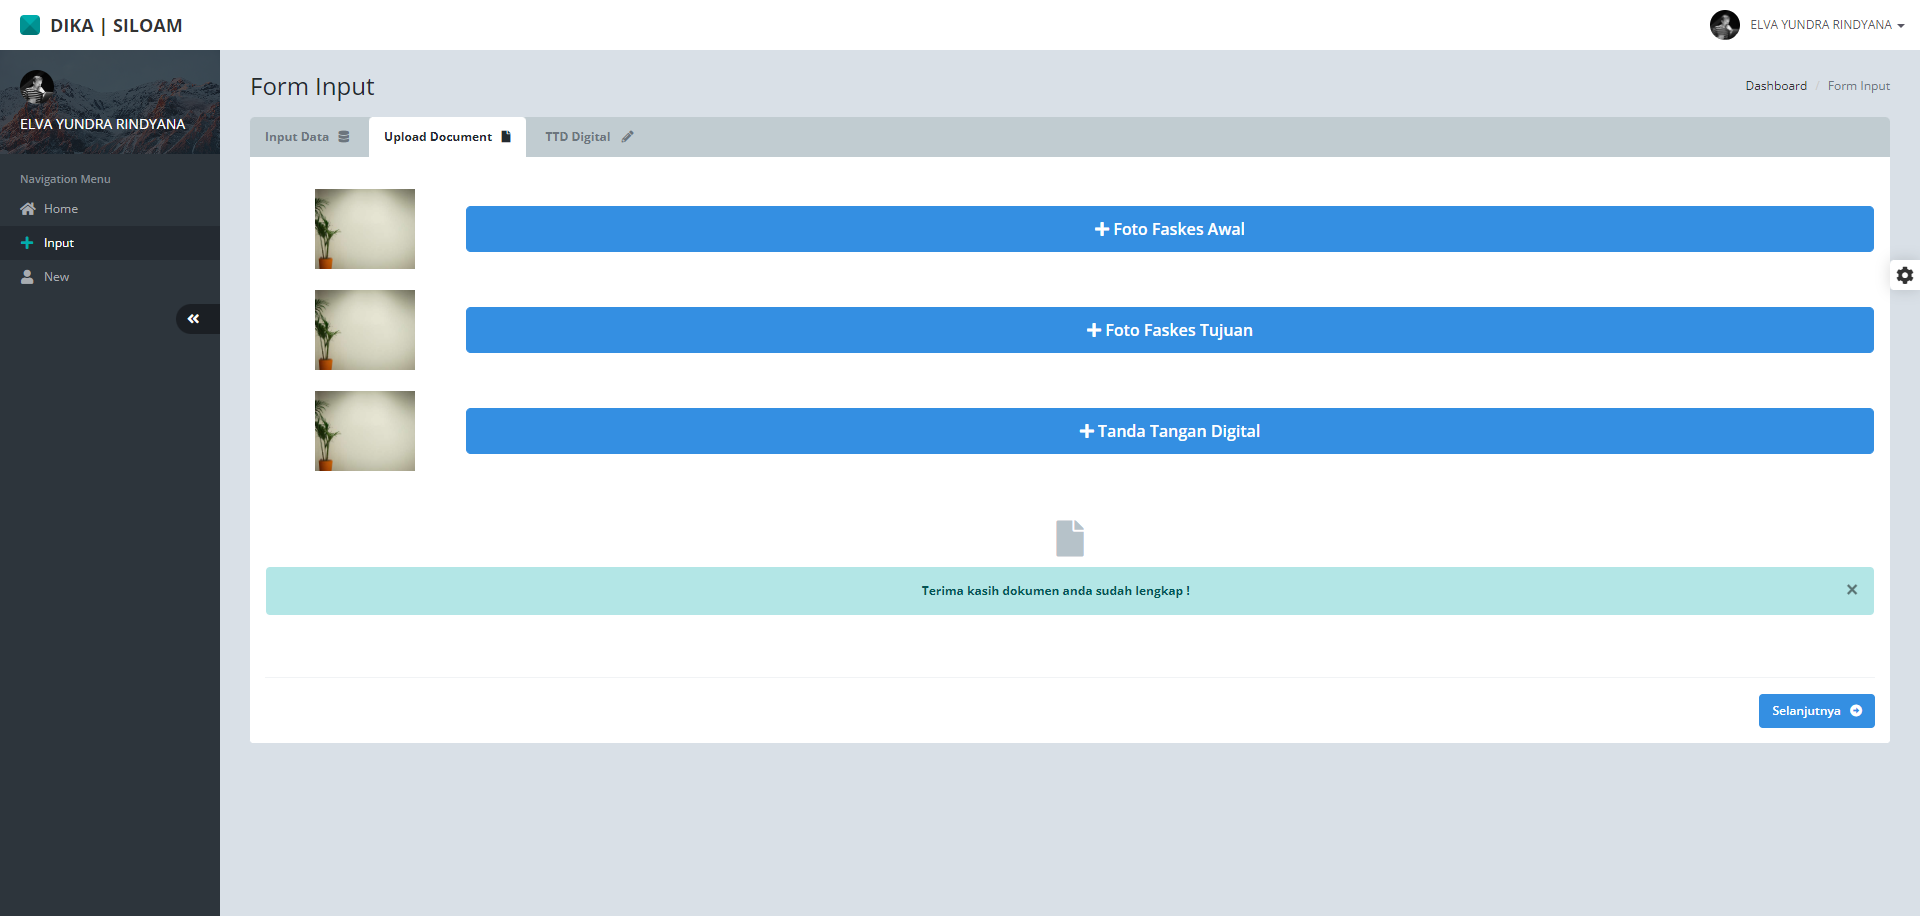 DIKA | SILOAM
ELVA YUNDRA RINDYANA
ELVA YUNDRA RINDYANA
Navigation Menu
Home
Input
New
Form Input
Dashboard / Form Input
Input Data
Upload Document
TTD Digital
Foto Faskes Awal
Foto Faskes Tujuan
Tanda Tangan Digital
Terima kasih dokumen anda sudah lengkap !
×
Selanjutnya